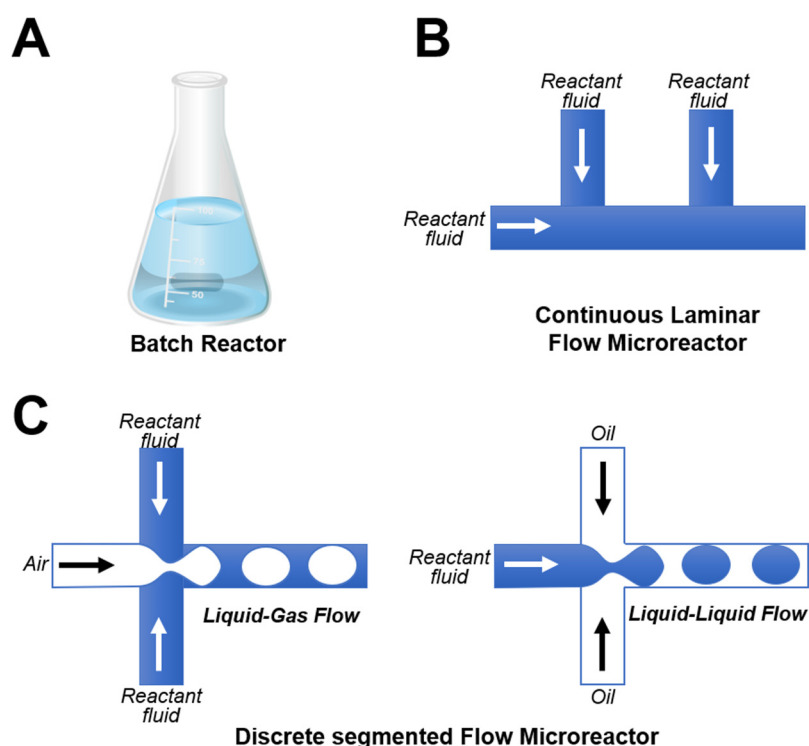 A
100
75
50
Batch Reactor
B
Reactant
fluid
Reactant
fluid
Reactant
fluid
Continuous Laminar
Flow Microreactor
C
Reactant
fluid
Air
Liquid-Gas Flow
Reactant
fluid
Oil
Reactant
fluid
Liquid-Liquid Flow
Oil
Discrete segmented Flow Microreactor